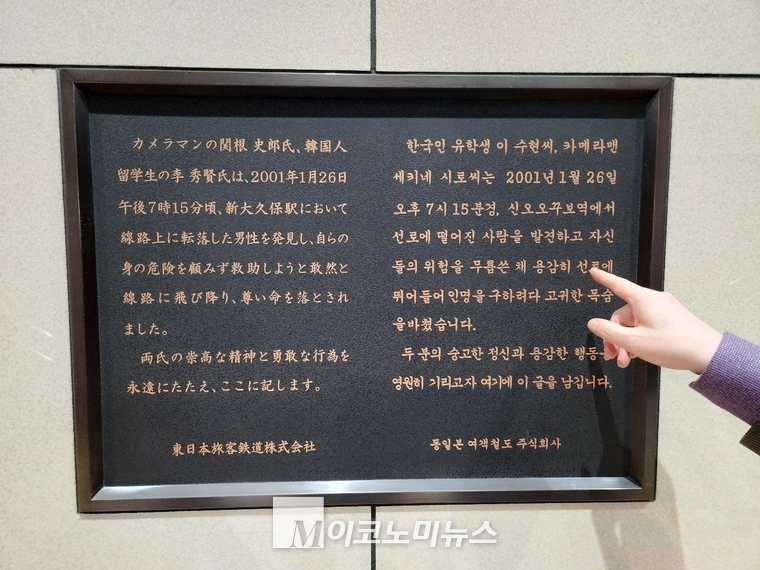 カメラマンの関根 史郎氏、韓国人
留学生の李 秀賢氏は、2001年1月26日
午後7時15分頃、新大久保駅において
線路上に転落した男性を発見し、自らの
身の危険を顧みず救助しようと敢然と
線路に飛び降り、尊い命を落とされ
ました。
両氏の崇高な精神と勇敢な行為を
永遠にたたえ、ここに記します。
東日本旅客鉄道株式会社
한국인 유학생 이 수현씨, 카메라맨
세키네 시로씨는 2001년 1월 26일
오후 7시 15분경, 신오오꾸보역에서
선로에 떨어진 사람을 발견하고 자신
들의 위험을 무릅쓴 채 용감히 선로에
뛰어들어 인명을 구하려다 고귀한 목숨
을바쳤습니다.
두 분의 숭고한 정신과 용감한 행동
영원히 기리고자 여기에 이 글을 남깁니다.
동일본 여객철도 주식회사
M이코노미뉴스